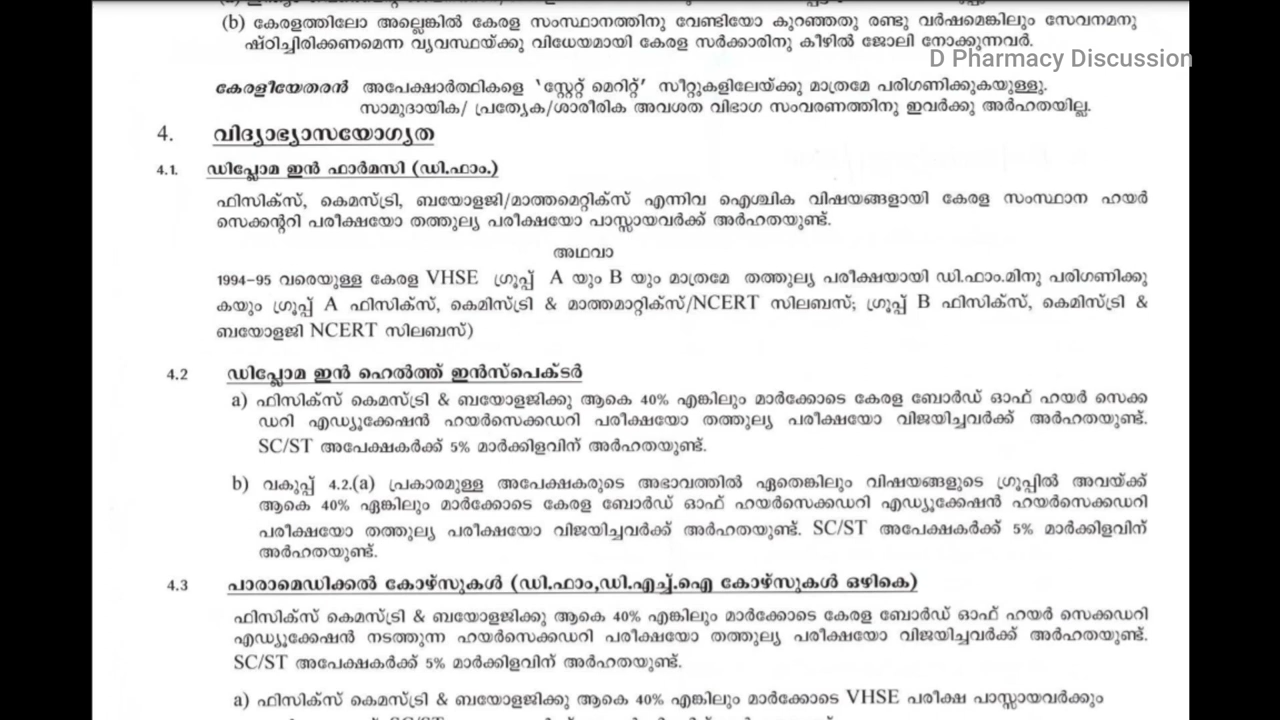 (b) കേരളത്തിലോ അല്ലെങ്കിൽ കേരള സംസ്ഥാനത്തിനു വേണ്ടിയോ കുറഞ്ഞതു രണ്ടു വർഷമെങ്കിലും സേവനമനു
ഷ്ഠിച്ചിരിക്കണമെന്ന വ്യവസ്ഥയ്ക്കു വിധേയമായി കേരള സർക്കാരിനു കീഴിൽ ജോലി നോക്കുന്നവർ.
D Pharmacy Discussion
കേരളീയേതരൻ അപേക്ഷാർത്ഥികളെ 'സ്റ്റേറ്റ് മെറിറ്റ്' സീറ്റുകളിലേയ്ക്കു മാത്രമേ പരിഗണിക്കുകയുള്ളു.
സാമുദായിക/ പ്രത്യേക/ശാരീരിക അവശത വിഭാഗ സംവരണത്തിനു ഇവർക്കു അർഹതയില്ല.
4. വിദ്യാഭ്യാസയോഗ്യത
4.1. ഡിപ്ലോമ ഇൻ ഫാർമസി (ഡി.ഫാം.)
ഫിസിക്സ്, കെമസ്ട്രി, ബയോളജി/മാത്തമെറ്റിക്സ് എന്നിവ ഐശ്ചിക വിഷയങ്ങളായി കേരള സംസ്ഥാന ഹയർ
സെക്കന്ററി പരീക്ഷയോ തത്തുല്യ പരീക്ഷയോ പാസ്സായവർക്ക് അർഹതയുണ്ട്.
അഥവാ
1994-95 വരെയുള്ള കേരള VHSE ഗ്രൂപ്പ് A യും B യും മാത്രമേ തത്തുല്യ പരീക്ഷയായി ഡി.ഫാം.മിനു പരിഗണിക്കു
കയും ഗ്രൂപ്പ് A ഫിസിക്സ്, കെമിസ്ട്രി & മാത്തമാറ്റിക്സ്/NCERT സിലബസ്; ഗ്രൂപ്പ് B ഫിസിക്സ്, കെമിസ്ട്രി &
ബയോളജി NCERT സിലബസ്)
4.2 ഡിപ്ലോമ ഇൻ ഹെൽത്ത് ഇൻസ്പെക്ടർ
a) ഫിസിക്സ് കെമസ്ട്രി & ബയോളജിക്കു ആകെ 40% എങ്കിലും മാർക്കോടെ കേരള ബോർഡ് ഓഫ് ഹയർ സെക്ക
ഡറി എഡ്യൂക്കേഷൻ ഹയർസെക്കഡറി പരീക്ഷയോ തത്തുല്യ പരീക്ഷയോ വിജയിച്ചവർക്ക് അർഹതയുണ്ട്.
SC/ST അപേക്ഷകർക്ക് 5% മാർക്കിളവിന് അർഹതയുണ്ട്.
b) വകുപ്പ് 4.2.(a) പ്രകാരമുള്ള അപേക്ഷകരുടെ അഭാവത്തിൽ ഏതെങ്കിലും വിഷയങ്ങളുടെ ഗ്രൂപ്പിൽ അവയ്ക്ക്
ആകെ 40% ഏങ്കിലും മാർക്കോടെ കേരള ബോർഡ് ഓഫ് ഹയർസെക്കഡറി എഡ്യൂക്കേഷൻ ഹയർസെക്കഡറി
പരീക്ഷയോ തത്തുല്യ പരീക്ഷയോ വിജയിച്ചവർക്ക് അർഹതയുണ്ട്. SC/ST അപേക്ഷകർക്ക് 5% മാർക്കിളവിന്
അർഹതയുണ്ട്.
4.3 പാരാമെഡിക്കൽ കോഴ്സുകൾ (ഡി.ഫാം,ഡി.എച്ച്.ഐ കോഴ്സുകൾ ഒഴികെ)
ഫിസിക്സ് കെമസ്ട്രി & ബയോളജിക്കു ആകെ 40% എങ്കിലും മാർക്കോടെ കേരള ബോർഡ് ഓഫ് ഹയർ സെക്കഡറി
എഡ്യൂക്കേഷൻ നടത്തുന്ന ഹയർസെക്കഡറി പരീക്ഷയോ തത്തുല്യ പരീക്ഷയോ വിജയിച്ചവർക്ക് അർഹതയുണ്ട്.
SC/ST അപേക്ഷകർക്ക് 5% മാർക്കിളവിന് അർഹതയുണ്ട്.
a) ഫിസിക്സ് കെമസ്ട്രി & ബയോളജിക്കു ആകെ 40% എങ്കിലും മാർക്കോടെ VHSE പരീക്ഷ പാസ്സായവർക്കും